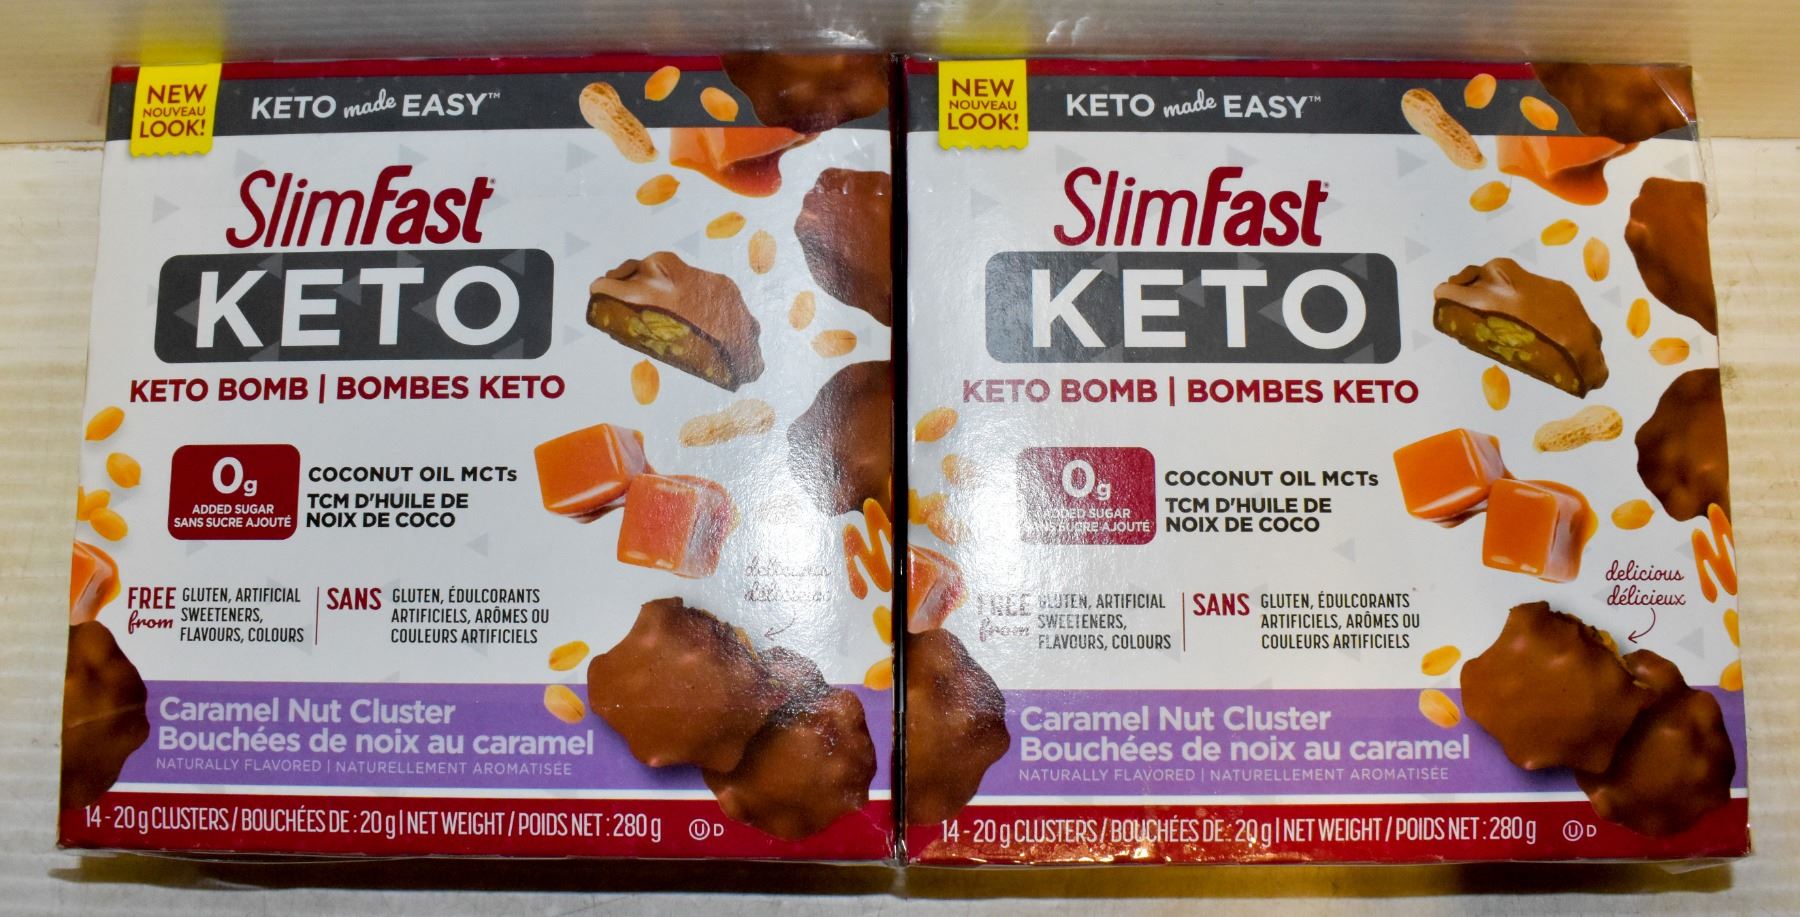 NEW
NOUVEAU
LOOK!
KETO made EASY™
SlimFast®
KETO
KETO BOMB | BOMBES KETO
0g
ADDED SUGAR
SANS SUCRE AJOUTÉ
COCONUT OIL MCTs
TCM D'HUILE DE
NOIX DE COCO
FREE from
GLUTEN, ARTIFICIAL
SWEETENERS,
FLAVOURS, COLOURS
SANS
GLUTEN, ÉDULCORANTS
ARTIFICIELS, ARÔMES OU
COULEURS ARTIFICIELS
delicious
délicieux
Caramel Nut Cluster
Bouchées de noix au caramel
NATURALLY FLAVORED | NATURELLEMENT AROMATISÉE
14 - 20 g CLUSTERS / BOUCHÉES DE : 20 g | NET WEIGHT / POIDS NET : 280 g Ⓤ D
NEW
NOUVEAU
LOOK!
KETO made EASY™
SlimFast®
KETO
KETO BOMB | BOMBES KETO
0g
ADDED SUGAR
SANS SUCRE AJOUTÉ
COCONUT OIL MCTs
TCM D'HUILE DE
NOIX DE COCO
FREE from
GLUTEN, ARTIFICIAL
SWEETENERS,
FLAVOURS, COLOURS
SANS
GLUTEN, ÉDULCORANTS
ARTIFICIELS, ARÔMES OU
COULEURS ARTIFICIELS
delicious
délicieux
Caramel Nut Cluster
Bouchées de noix au caramel
NATURALLY FLAVORED | NATURELLEMENT AROMATISÉE
14 - 20 g CLUSTERS / BOUCHÉES DE : 20 g | NET WEIGHT / POIDS NET : 280 g Ⓤ D